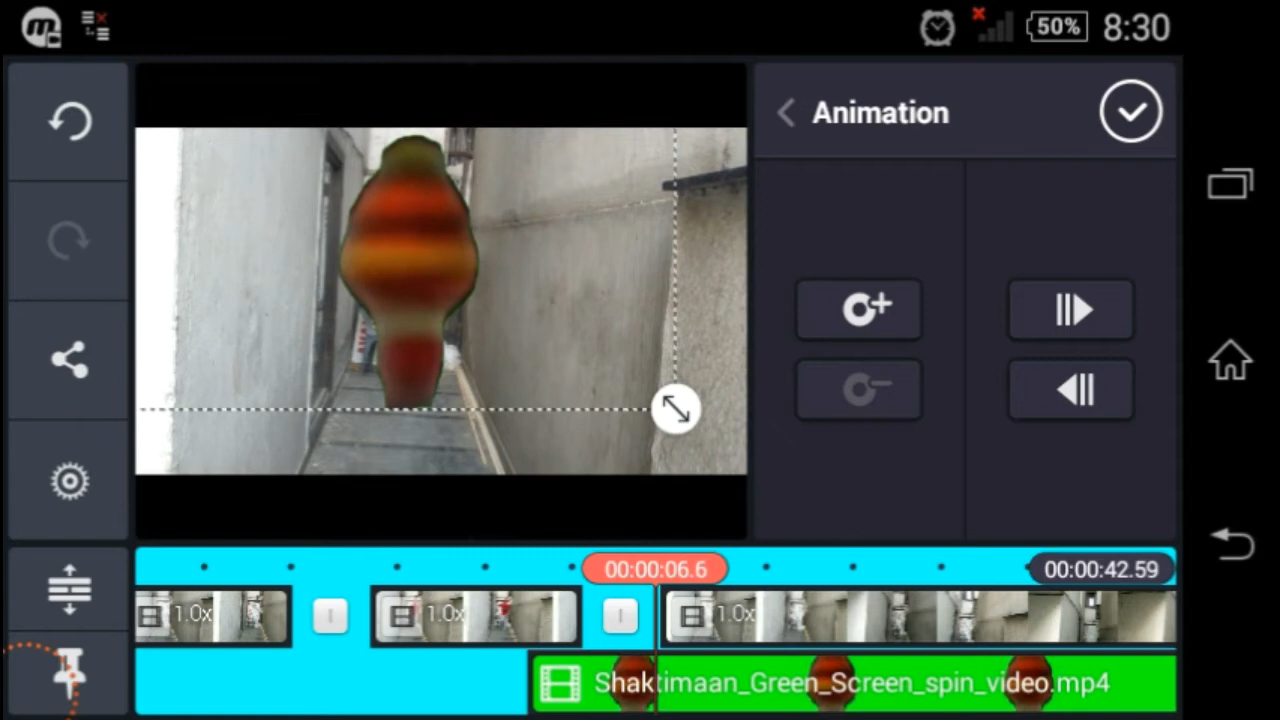 50% 8:30
Animation
00:00:06.6
00:00:42.59
1.0x
1.0x
1.0x
Shaktimaan_Green_Screen_spin_video.mp4